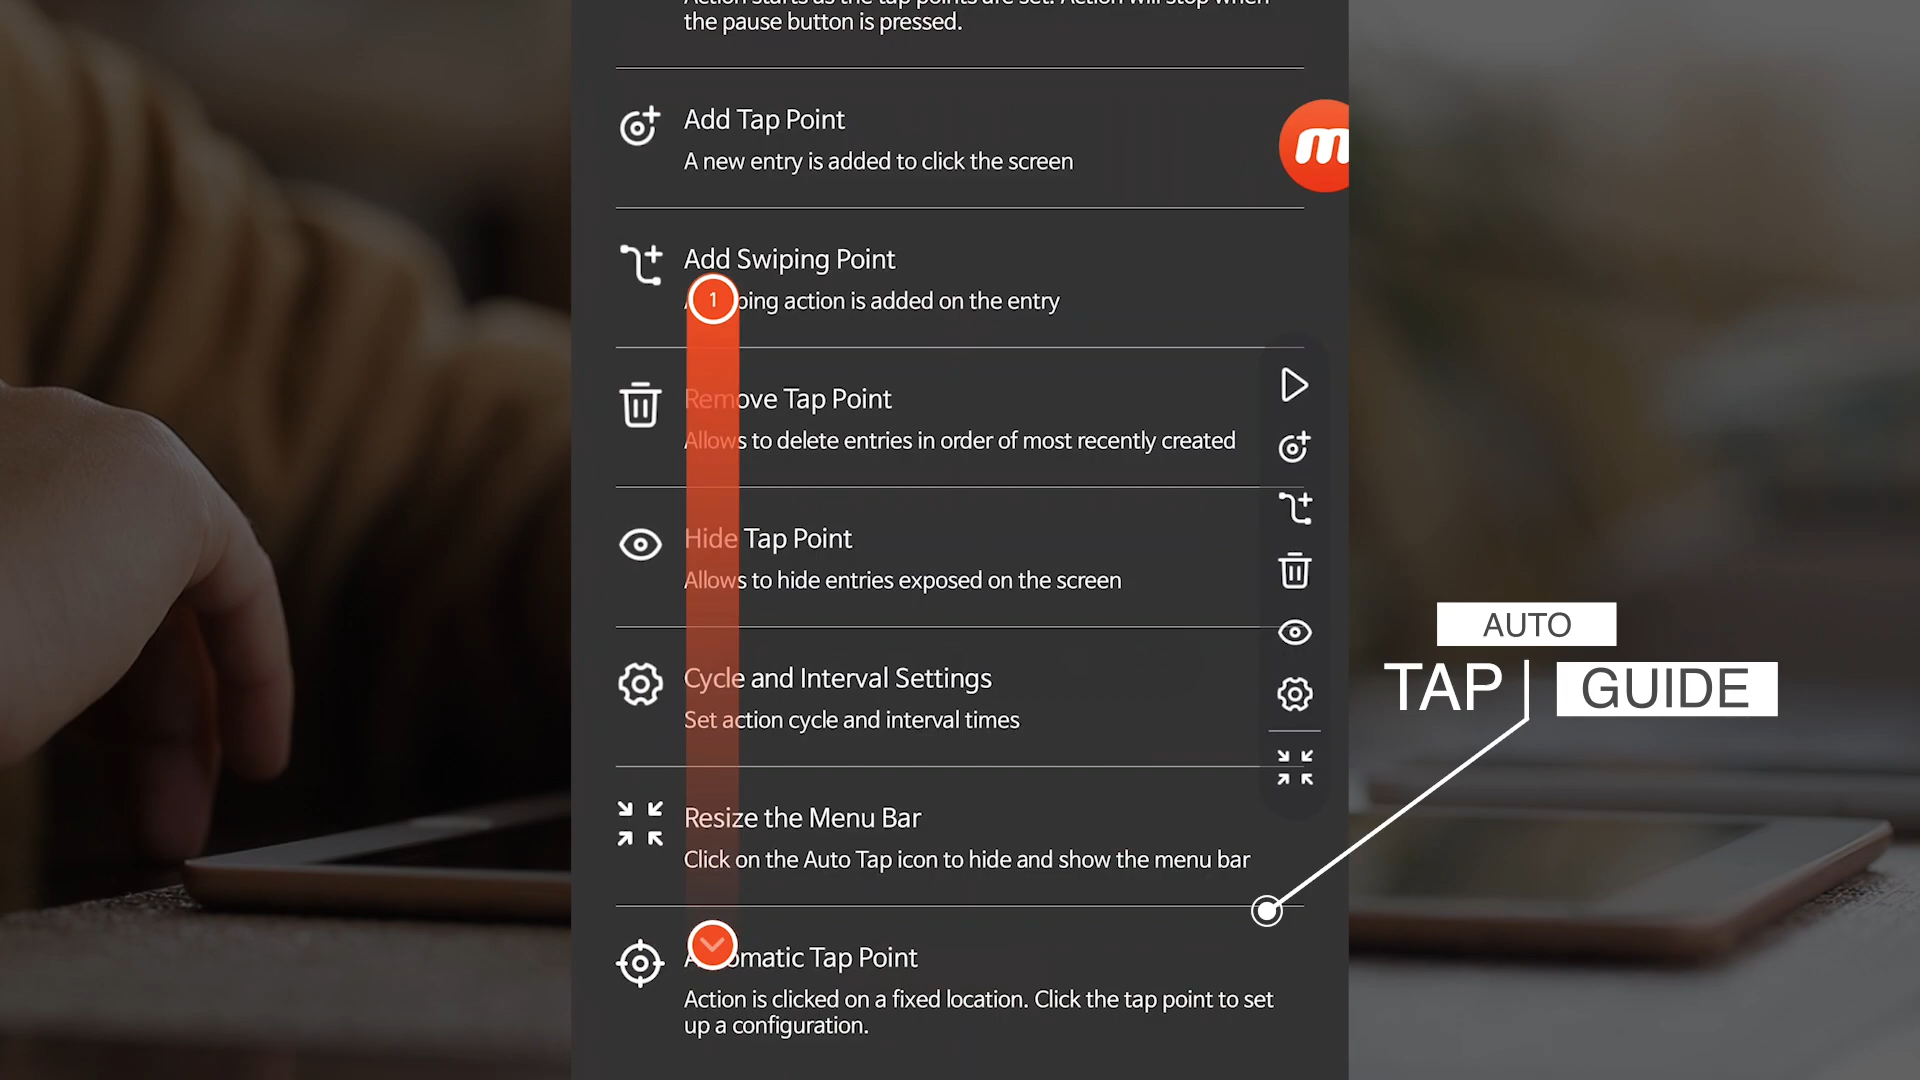 the pause button is pressed.
Add Tap Point
A new entry is added to click the screen
m
Add Swiping Point
1
ping action is added on the entry
Remove Tap Point
Allows to delete entries in order of most recently created
Hide Tap Point
Allows to hide entries exposed on the screen
Cycle and Interval Settings
Set action cycle and interval times
Resize the Menu Bar
Click on the Auto Tap icon to hide and show the menu bar
Automatic Tap Point
Action is clicked on a fixed location. Click the tap point to set
up a configuration.
AUTO
TAP GUIDE